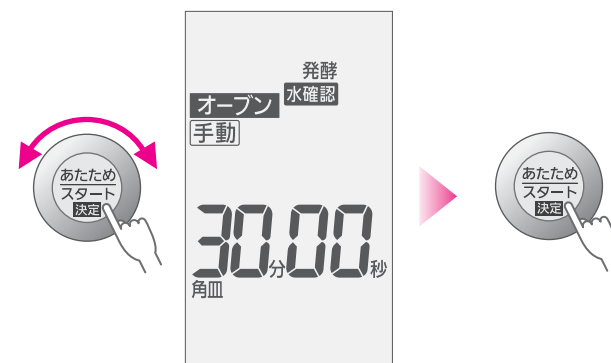 あたため
スタート
決定
発酵
水確認
オーブン
手動
30分00秒
角皿
あたため
スタート
決定